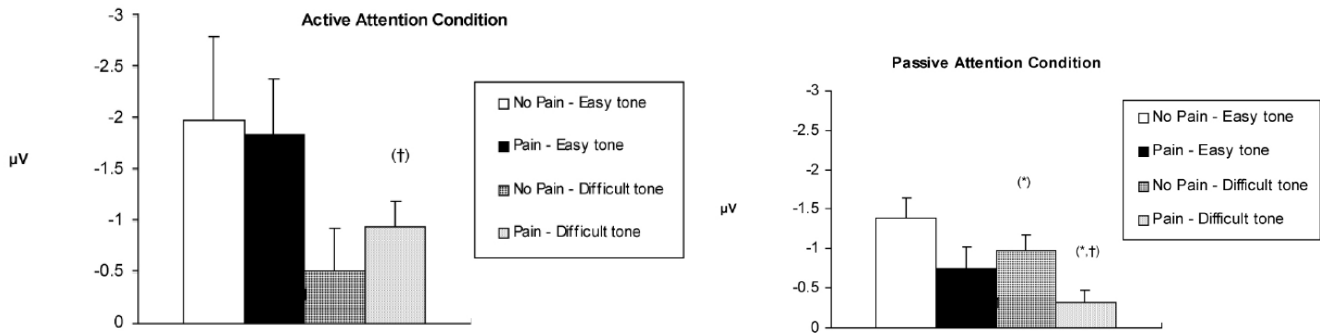 Active Attention Condition
-3
-2.5
-2
-1.5
-1
-0.5
0
µV
(†)
No Pain - Easy tone
Pain - Easy tone
No Pain - Difficult tone
Pain - Difficult tone
Passive Attention Condition
-3
-2.5
-2
-1.5
-1
-0.5
0
µV
(*)
(*,†)
No Pain - Easy tone
Pain - Easy tone
No Pain - Difficult tone
Pain - Difficult tone